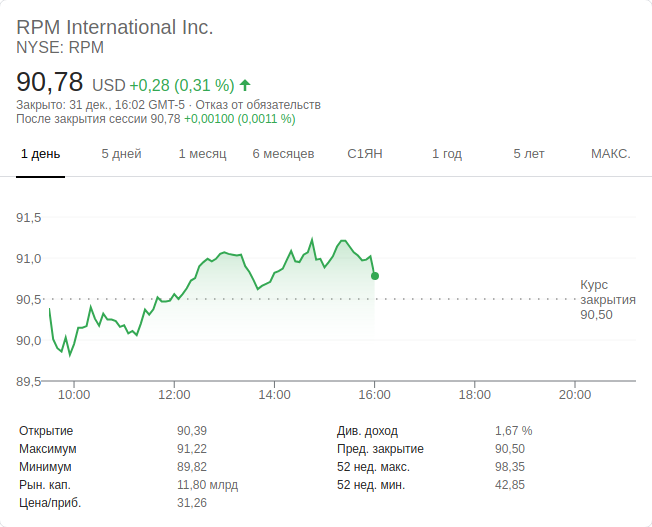 RPM International Inc.
NYSE: RPM
90,78 USD +0,28 (0,31 %)
Закрыто: 31 дек., 16:02 GMT-5 · Отказ от обязательств
После закрытия сессии 90,78 +0,00100 (0,0011 %)
1 день 5 дней 1 месяц 6 месяцев С1ЯН 1 год 5 лет МАКС.
91,5
91,0
90,5
90,0
89,5
Курс
закрытия
90,50
10:00 12:00 14:00 16:00 18:00 20:00
Открытие 90,39 Див. доход 1,67 %
Максимум 91,22 Пред. закрытие 90,50
Минимум 89,82 52 нед. макс. 98,35
Рын. кап. 11,80 млрд 52 нед. мин. 42,85
Цена/приб. 31,26